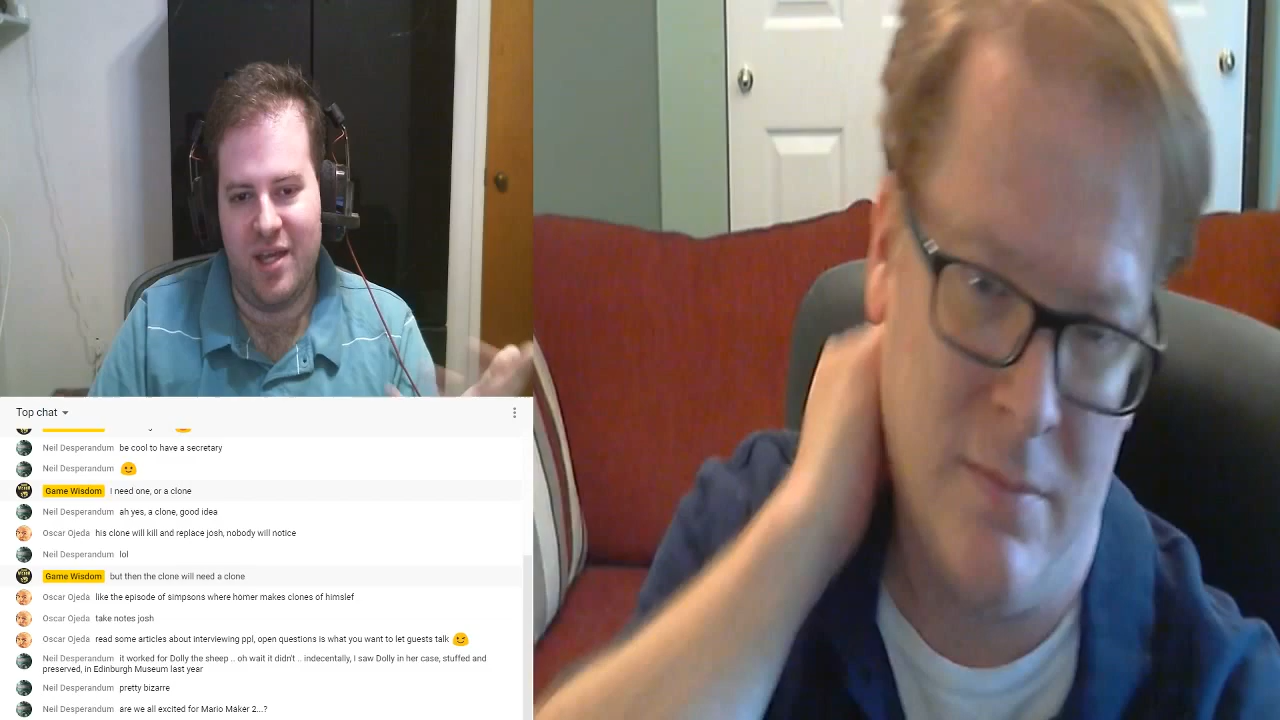 Top chat
Neil Desperandum be cool to have a secretary
Neil Desperandum
Game Wisdom I need one, or a clone
Neil Desperandum ah yes, a clone, good idea
Oscar Ojeda his clone will kill and replace josh, nobody will notice
Neil Desperandum lol
Game Wisdom but then the clone will need a clone
Oscar Ojeda like the episode of simpsons where homer makes clones of himslef
Oscar Ojeda take notes josh
Oscar Ojeda read some articles about interviewing ppl, open questions is what you want to let guests talk
Neil Desperandum it worked for Dolly the sheep .. oh wait it didn't .. indecentally, I saw Dolly in her case, stuffed and
preserved, in Edinburgh Museum last year
Neil Desperandum pretty bizarre
Neil Desperandum are we all excited for Mario Maker 2...?